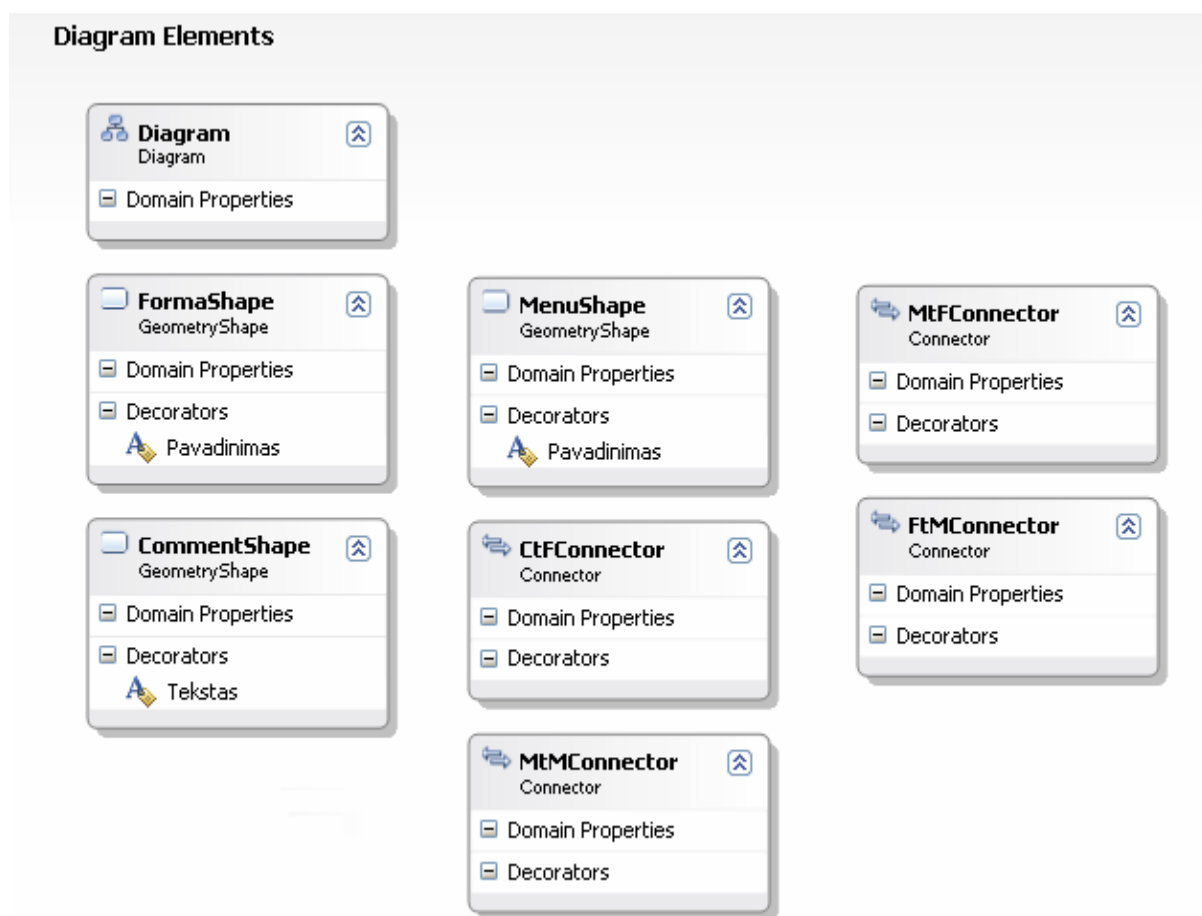 Diagram Elements
Diagram
Diagram
Domain Properties
FormaShape
GeometryShape
Domain Properties
Decorators
Pavadinimas
CommentShape
GeometryShape
Domain Properties
Decorators
Tekstas
MenuShape
GeometryShape
Domain Properties
Decorators
Pavadinimas
CtFConnector
Connector
Domain Properties
Decorators
MtMConnector
Connector
Domain Properties
Decorators
MtFConnector
Connector
Domain Properties
Decorators
FtMConnector
Connector
Domain Properties
Decorators